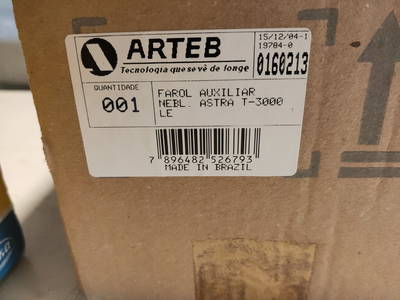 ARTEB
Tecnologia que se vê de longe
15/12/04-1
19784-0
0160213
QUANTIDADE
001
FAROL AUXILIAR
NEBL. ASTRA T-3000
LE
7 896482 526793
MADE IN BRAZIL